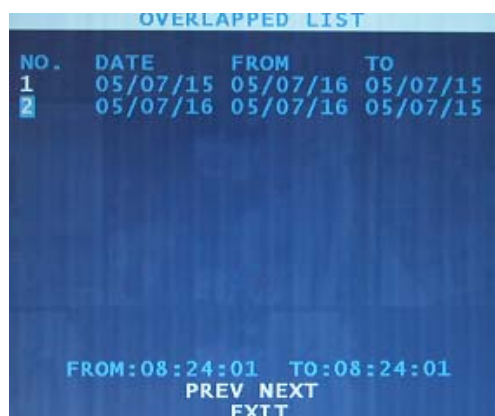 OVERLAPPED LIST
NO. DATE FROM TO
1 05/07/15 05/07/16 05/07/15
2 05/07/16 05/07/16 05/07/15
FROM:08:24:01 TO:08:24:01
PREV NEXT
EXIT